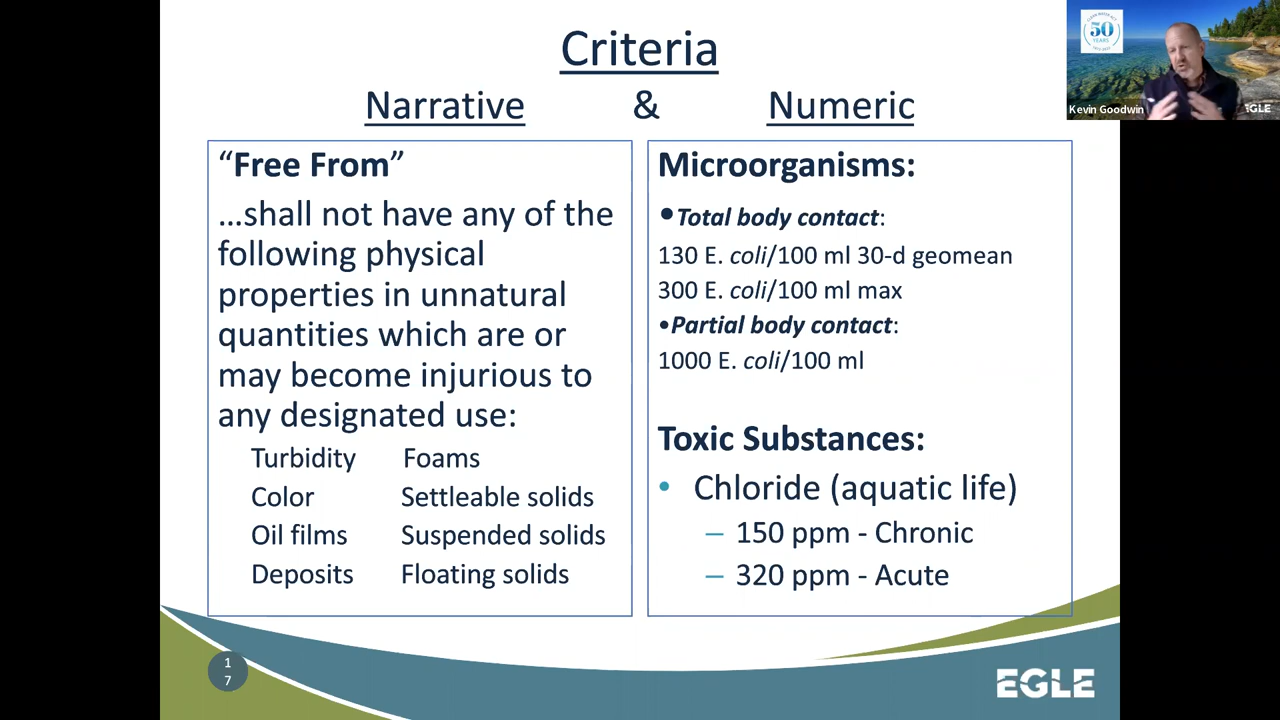 Criteria
Narrative & Numeric
“Free From”
...shall not have any of the
following physical
properties in unnatural
quantities which are or
may become injurious to
any designated use:
Turbidity Foams
Color Settleable solids
Oil films Suspended solids
Deposits Floating solids
Microorganisms:
•Total body contact:
130 E. coli/100 ml 30-d geomean
300 E. coli/100 ml max
•Partial body contact:
1000 E. coli/100 ml
Toxic Substances:
• Chloride (aquatic life)
– 150 ppm - Chronic
– 320 ppm - Acute
1
7
EGLE
50
YEARS
Kevin Goodwin
EGLE